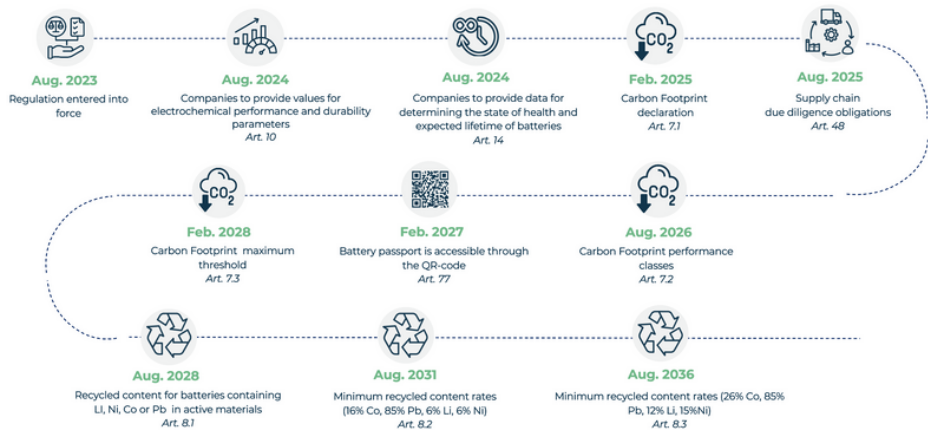 Aug. 2023
Regulation entered into
force
Aug. 2024
Companies to provide values for
electrochemical performance and durability
parameters
Art. 10
Aug. 2024
Companies to provide data for
determining the state of health and
expected lifetime of batteries
Art. 14
CO2
Feb. 2025
Carbon Footprint
declaration
Art. 7.1
Aug. 2025
Supply chain
due diligence obligations
Art. 48
CO2
Aug. 2026
Carbon Footprint performance
classes
Art. 7.2
Feb. 2027
Battery passport is accessible through
the QR-code
Art. 77
CO2
Feb. 2028
Carbon Footprint maximum
threshold
Art. 7.3
Aug. 2028
Recycled content for batteries containing
LI, Ni, Co or Pb in active materials
Art. 8.1
Aug. 2031
Minimum recycled content rates
(16% Co, 85% Pb, 6% Li, 6% Ni)
Art. 8.2
Aug. 2036
Minimum recycled content rates (26% Co, 85%
Pb, 12% Li, 15%Ni)
Art. 8.3